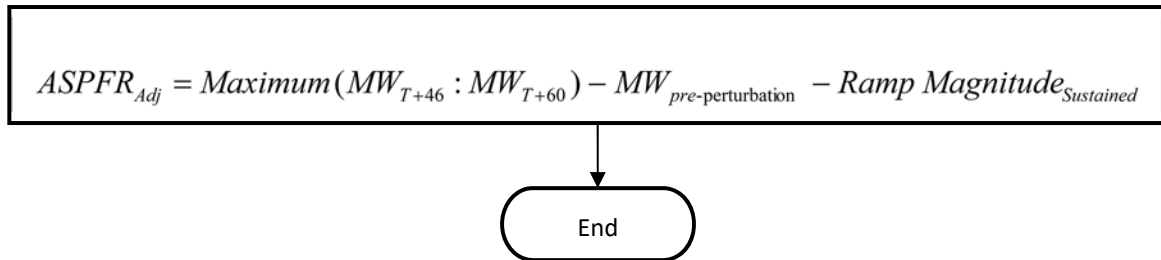 ASPFR_Adj = Maximum(MW_T+46 : MW_T+60) − MW_pre-perturbation − Ramp Magnitude_Sustained
End